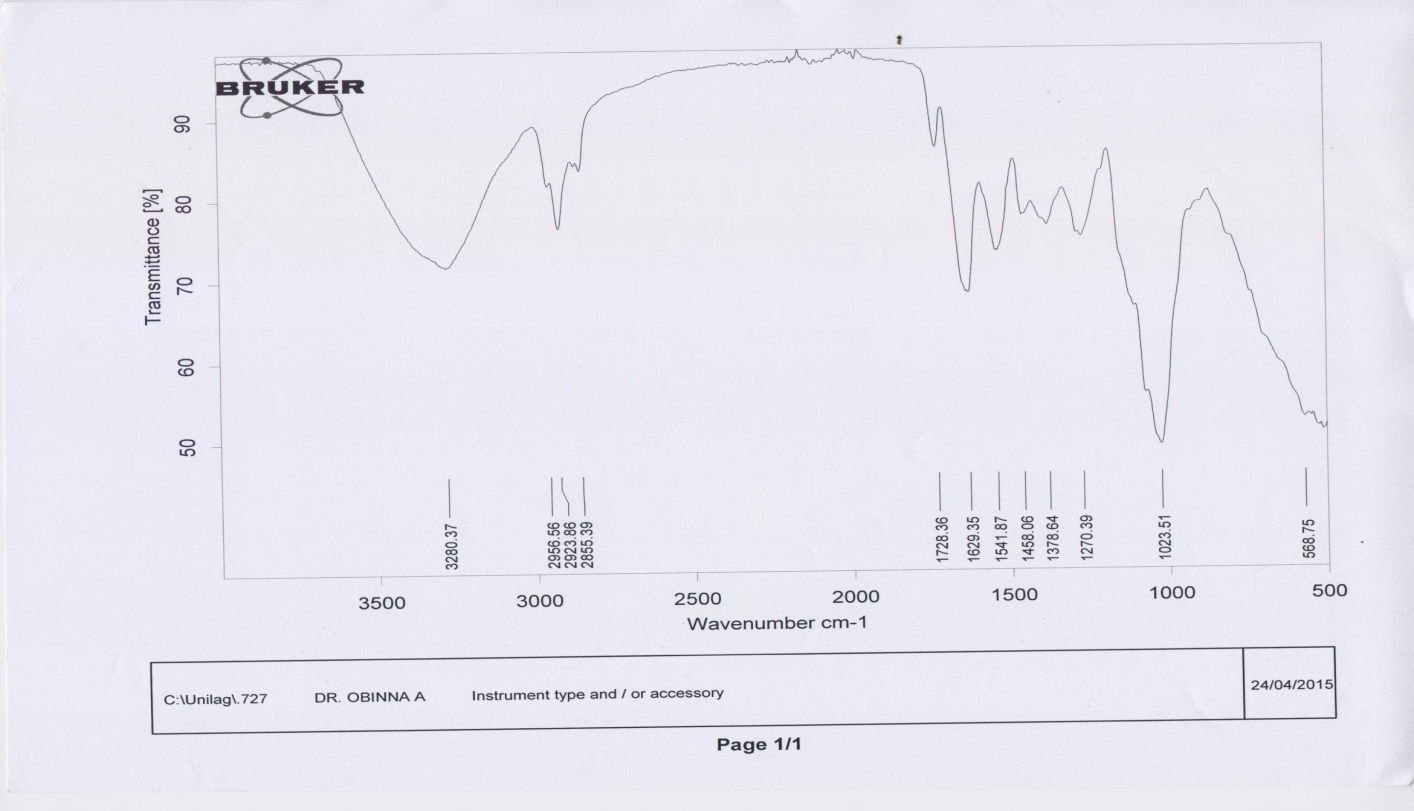 BRUKER
Transmittance [%]
90
80
70
60
50
3280.37
2956.56
2923.86
2855.39
1728.36
1629.35
1541.87
1458.06
1378.64
1270.39
1023.51
568.75
3500 3000 2500 2000 1500 1000 500
Wavenumber cm-1
C:\Unilag\.727 DR. OBINNA A Instrument type and / or accessory 24/04/2015
Page 1/1